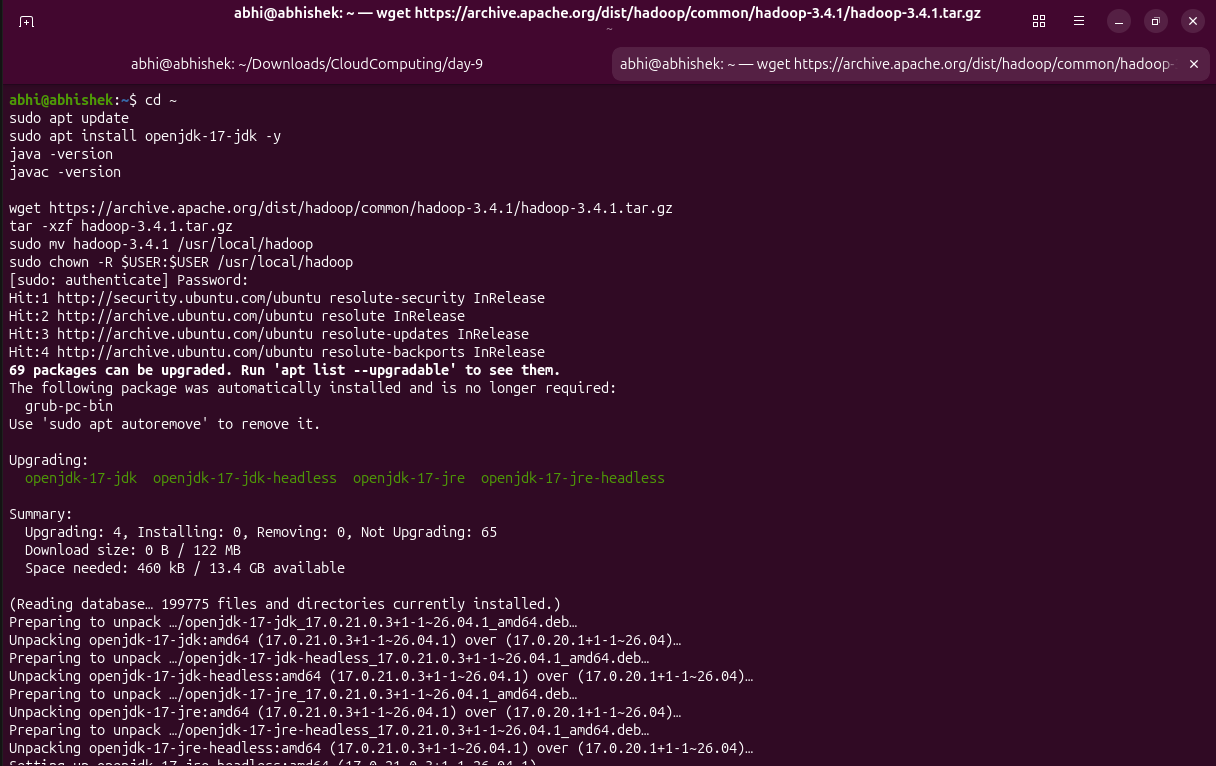 abhi@abhishek: ~ — wget https://archive.apache.org/dist/hadoop/common/hadoop-3.4.1/hadoop-3.4.1.tar.gz
~
abhi@abhishek: ~/Downloads/CloudComputing/day-9
abhi@abhishek: ~ — wget https://archive.apache.org/dist/hadoop/common/hadoop-
abhi@abhishek:~$ cd ~
sudo apt update
sudo apt install openjdk-17-jdk -y
java -version
javac -version
wget https://archive.apache.org/dist/hadoop/common/hadoop-3.4.1/hadoop-3.4.1.tar.gz
tar -xzf hadoop-3.4.1.tar.gz
sudo mv hadoop-3.4.1 /usr/local/hadoop
sudo chown -R $USER:$USER /usr/local/hadoop
[sudo: authenticate] Password:
Hit:1 http://security.ubuntu.com/ubuntu resolute-security InRelease
Hit:2 http://archive.ubuntu.com/ubuntu resolute InRelease
Hit:3 http://archive.ubuntu.com/ubuntu resolute-updates InRelease
Hit:4 http://archive.ubuntu.com/ubuntu resolute-backports InRelease
69 packages can be upgraded. Run 'apt list --upgradable' to see them.
The following package was automatically installed and is no longer required:
  grub-pc-bin
Use 'sudo apt autoremove' to remove it.
Upgrading:
  openjdk-17-jdk  openjdk-17-jdk-headless  openjdk-17-jre  openjdk-17-jre-headless
Summary:
  Upgrading: 4, Installing: 0, Removing: 0, Not Upgrading: 65
  Download size: 0 B / 122 MB
  Space needed: 460 kB / 13.4 GB available
(Reading database… 199775 files and directories currently installed.)
Preparing to unpack …/openjdk-17-jdk_17.0.21.0.3+1-1~26.04.1_amd64.deb…
Unpacking openjdk-17-jdk:amd64 (17.0.21.0.3+1-1~26.04.1) over (17.0.20.1+1-1~26.04)…
Preparing to unpack …/openjdk-17-jdk-headless_17.0.21.0.3+1-1~26.04.1_amd64.deb…
Unpacking openjdk-17-jdk-headless:amd64 (17.0.21.0.3+1-1~26.04.1) over (17.0.20.1+1-1~26.04)…
Preparing to unpack …/openjdk-17-jre_17.0.21.0.3+1-1~26.04.1_amd64.deb…
Unpacking openjdk-17-jre:amd64 (17.0.21.0.3+1-1~26.04.1) over (17.0.20.1+1-1~26.04)…
Preparing to unpack …/openjdk-17-jre-headless_17.0.21.0.3+1-1~26.04.1_amd64.deb…
Unpacking openjdk-17-jre-headless:amd64 (17.0.21.0.3+1-1~26.04.1) over (17.0.20.1+1-1~26.04)…
Setting up openjdk-17-jre-headless:amd64 (17.0.21.0.3+1-1~26.04.1)